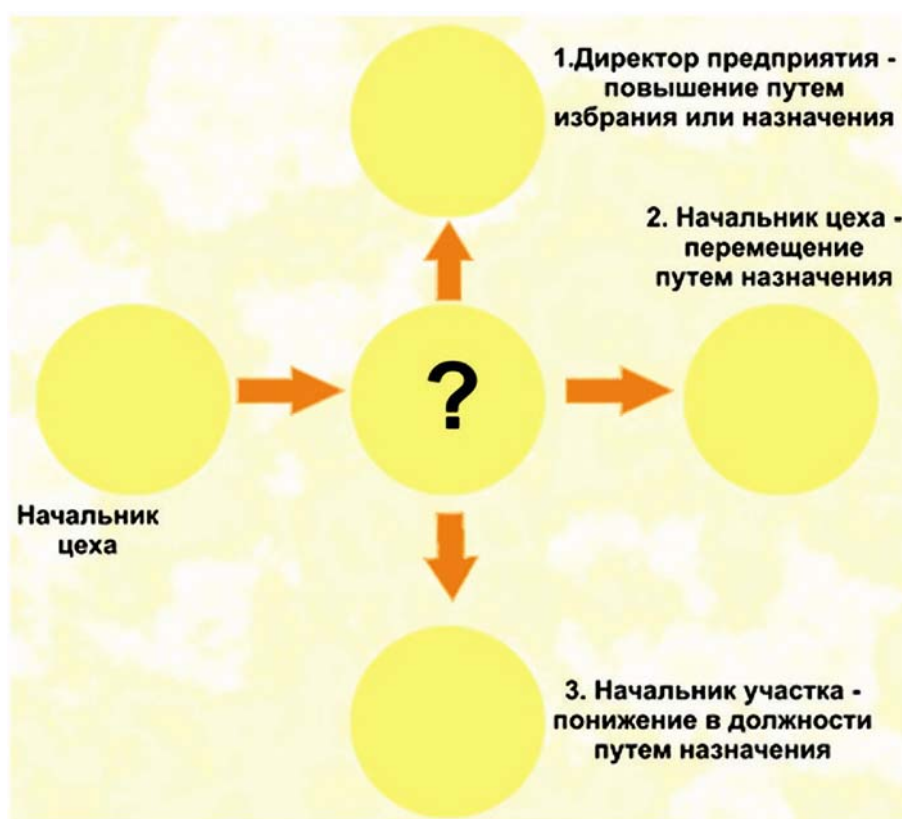 1.Директор предприятия -
повышение путем
избрания или назначения
2. Начальник цеха -
перемещение
путем назначения
?
Начальник
цеха
3. Начальник участка -
понижение в должности
путем назначения